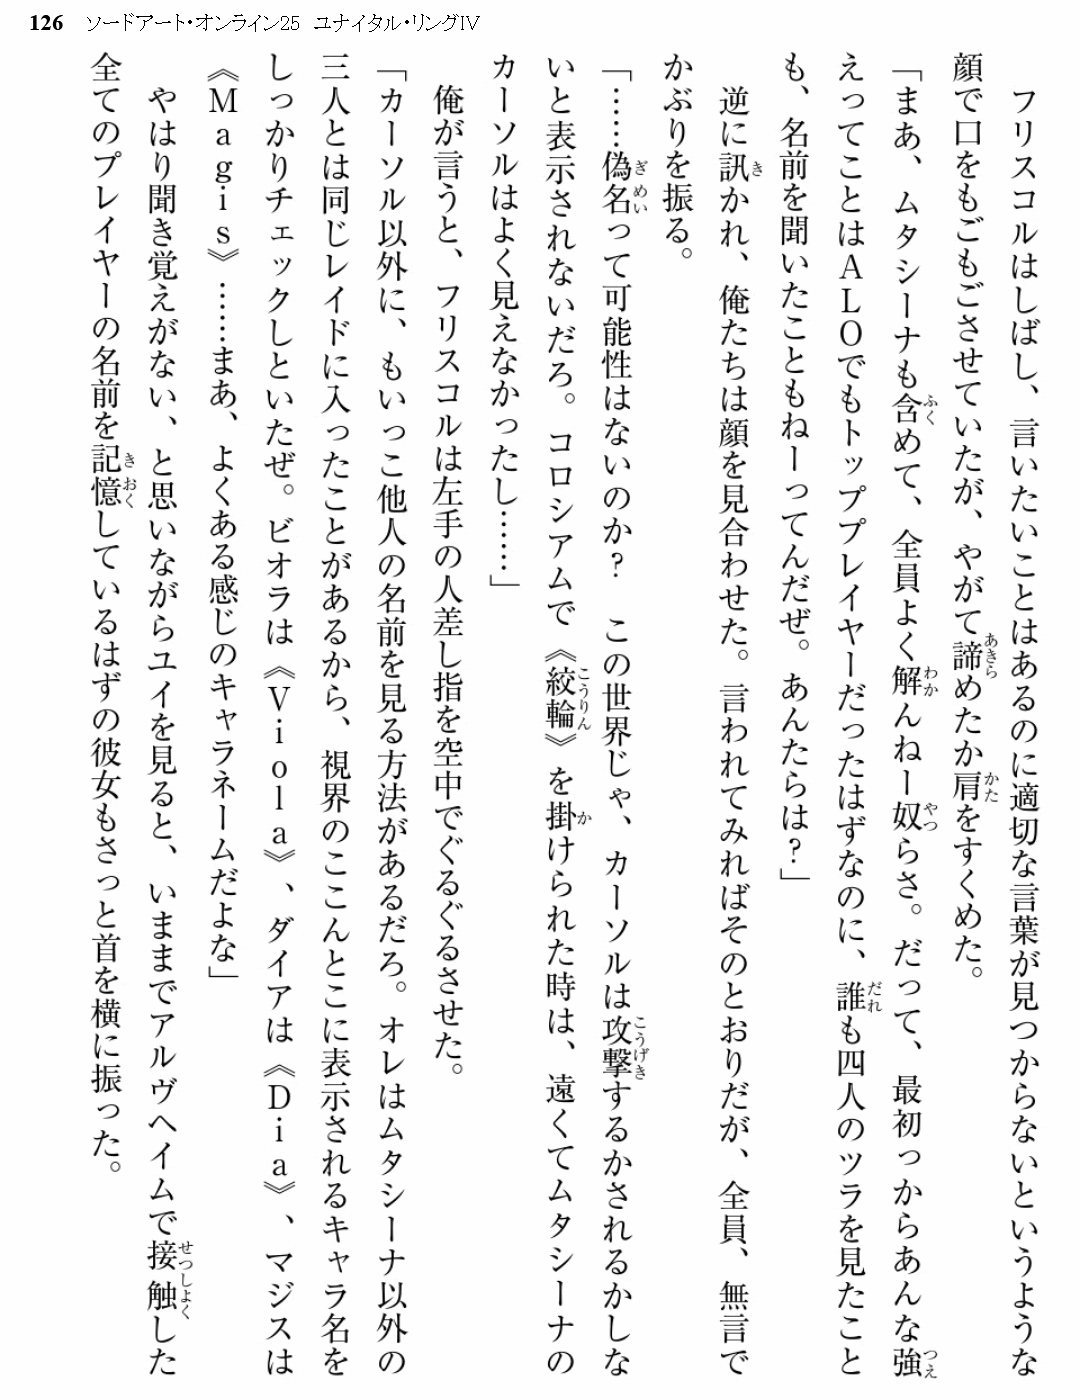 126 ソードアート・オンライン25 ユナイタル・リングⅣ
　フリスコルはしばし、言いたいことはあるのに適切な言葉が見つからないというような
顔で口をもごもごさせていたが、やがて諦めたか肩をすくめた。
「まあ、ムタシーナも含めて、全員よく解んねー奴らさ。だって、最初っからあんな強
えってことはＡＬＯでもトッププレイヤーだったはずなのに、誰も四人のツラを見たこと
も、名前を聞いたこともねーってんだぜ。あんたらは？」
　逆に訊かれ、俺たちは顔を見合わせた。言われてみればそのとおりだが、全員、無言で
かぶりを振る。
「……偽名って可能性はないのか？　この世界じゃ、カーソルは攻撃するかされるかしな
いと表示されないだろ。コロシアムで《絞輪》を掛けられた時は、遠くてムタシーナの
カーソルはよく見えなかったし……」
　俺が言うと、フリスコルは左手の人差し指を空中でぐるぐるさせた。
「カーソル以外に、もいっこ他人の名前を見る方法があるだろ。オレはムタシーナ以外の
三人とは同じレイドに入ったことがあるから、視界のここんとこに表示されるキャラ名を
しっかりチェックしといたぜ。ビオラは《Ｖｉｏｌａ》、ダイアは《Ｄｉａ》、マジスは
《Ｍａｇｉｓ》……まあ、よくある感じのキャラネームだよな」
　やはり聞き覚えがない、と思いながらユイを見ると、いままでアルヴヘイムで接触した
全てのプレイヤーの名前を記憶しているはずの彼女もさっと首を横に振った。